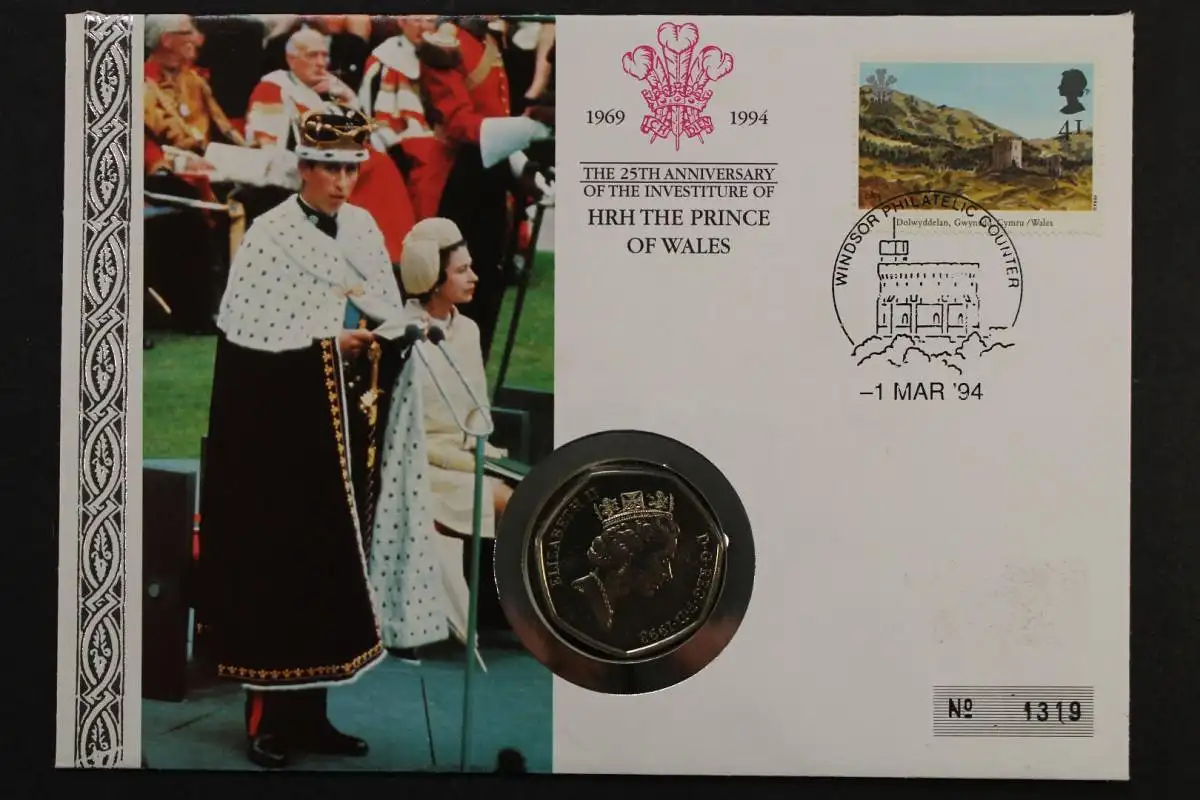 1969 1994
THE 25TH ANNIVERSARY
OF THE INVESTITURE OF
HRH THE PRINCE
OF WALES
41
Dolwyddelan, Gwynedd, Cymru / Wales
WINDSOR PHILATELIC COUNTER
-1 MAR '94
ELIZABETH II D·G·REG·F·D·1993
Nº 1319